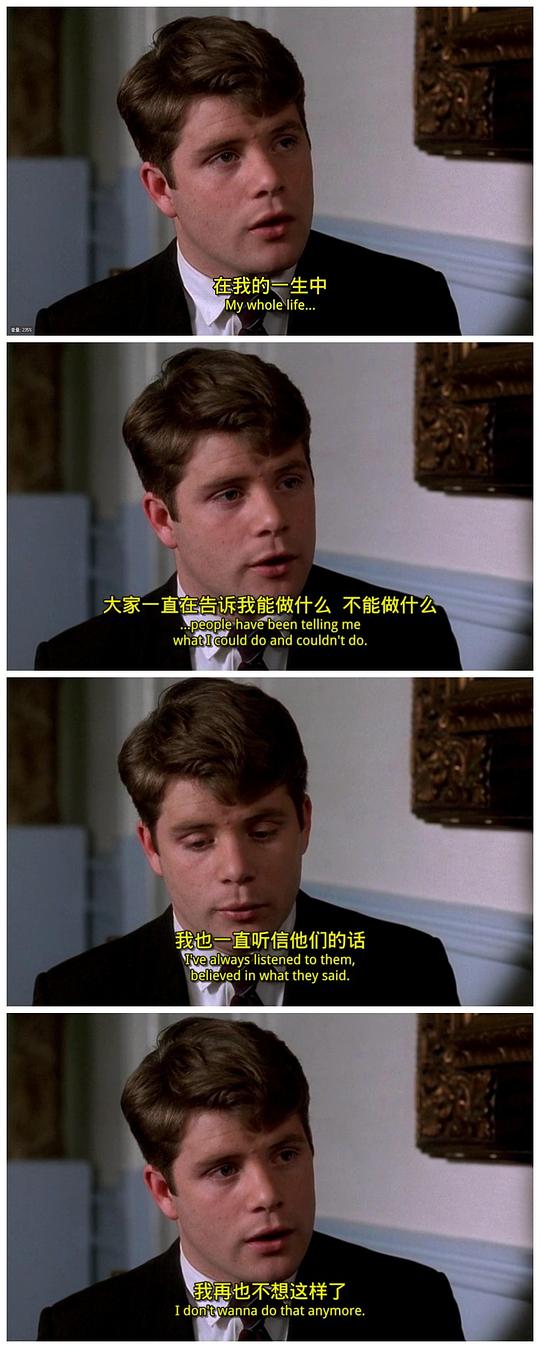 在我的一生中
My whole life...
大家一直在告诉我能做什么 不能做什么
...people have been telling me
what I could do and couldn't do.
我也一直听信他们的话
I've always listened to them,
believed in what they said.
我再也不想这样了
I don't wanna do that anymore.